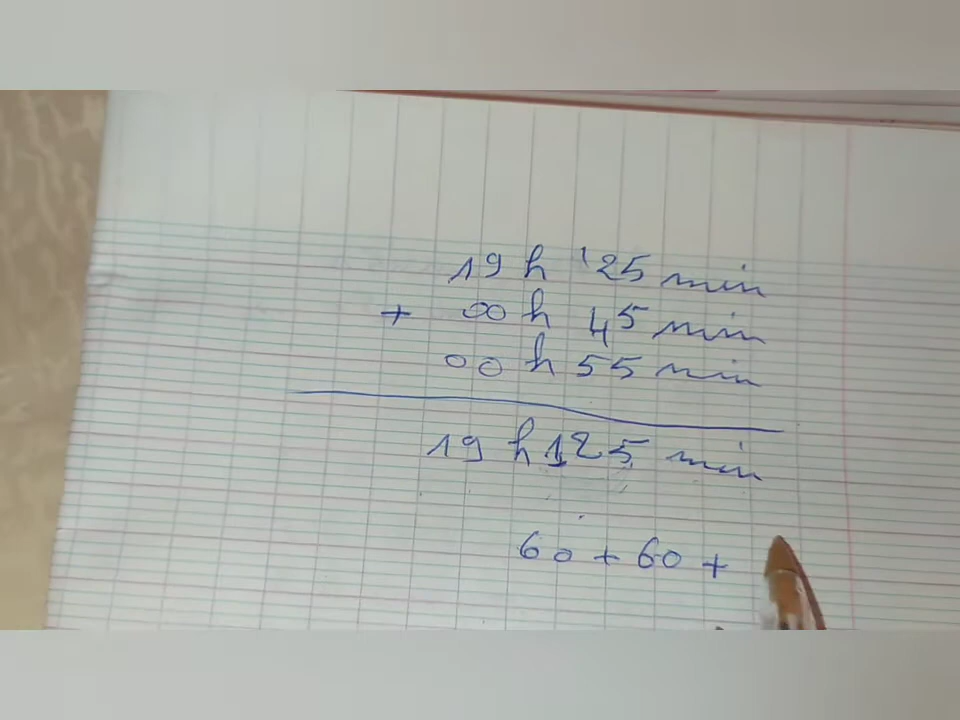 19 h 125 min
+ 00 h 45 min
00 h 55 min
19 h 125 min
60 + 60 +